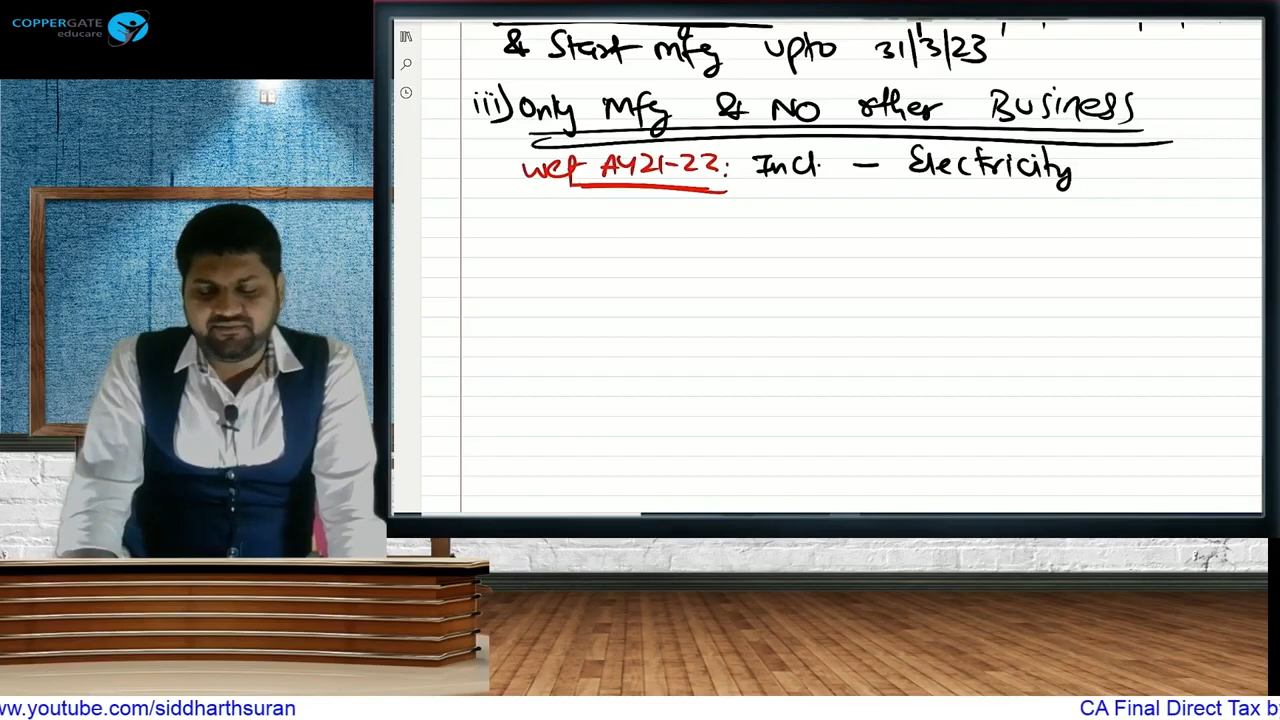 COPPERGATE
educare
& Start mfg upto 31/3/23
iii) Only mfg & NO other Business
wef AY21-22: Incl. - Electricity
ww.youtube.com/siddharthsuran
CA Final Direct Tax b